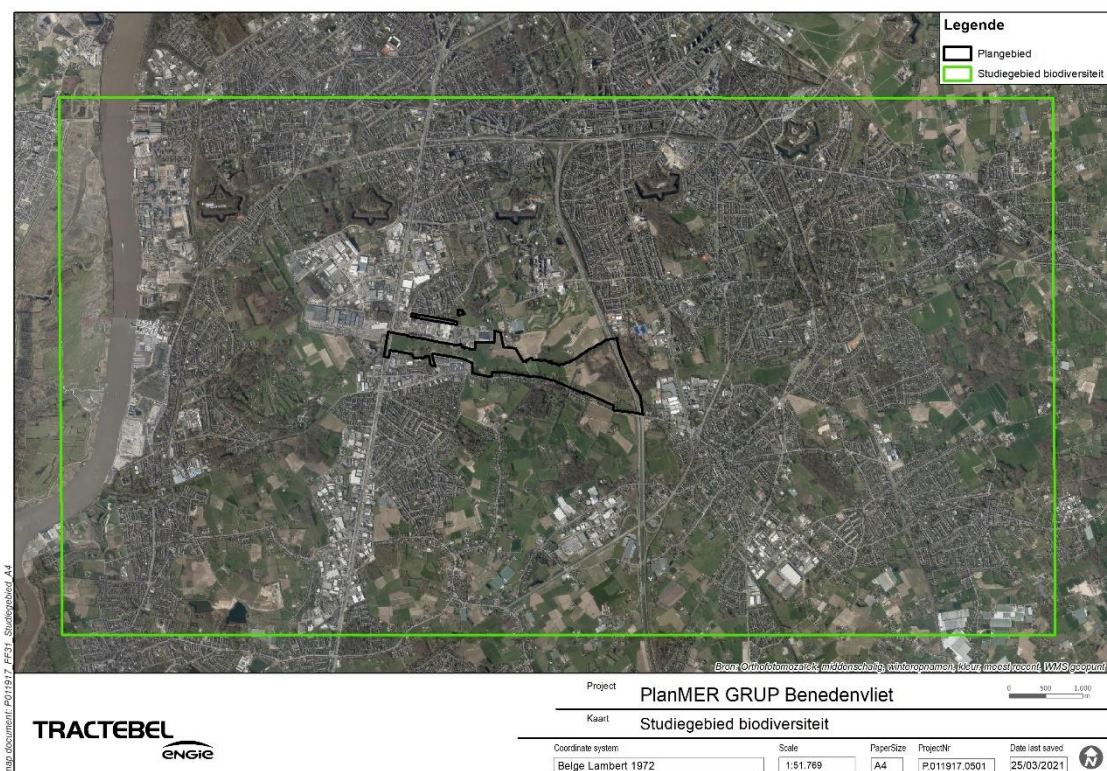 Legende
Plangebied
Studiegebied biodiversiteit
map document: P011917_FF31_Studiegebied_A4
Bron: Orthofotomozaïek, middenschalig, winteropnamen, kleur, meest recent, WMS geopunt
Project PlanMER GRUP Benedenvliet
0 500 1.000
m
Kaart Studiegebied biodiversiteit
TRACTEBEL
ENGIE
Coordinate system Scale PaperSize ProjectNr Date last saved
Belge Lambert 1972 1:51.769 A4 P.011917.0501 25/03/2021
N